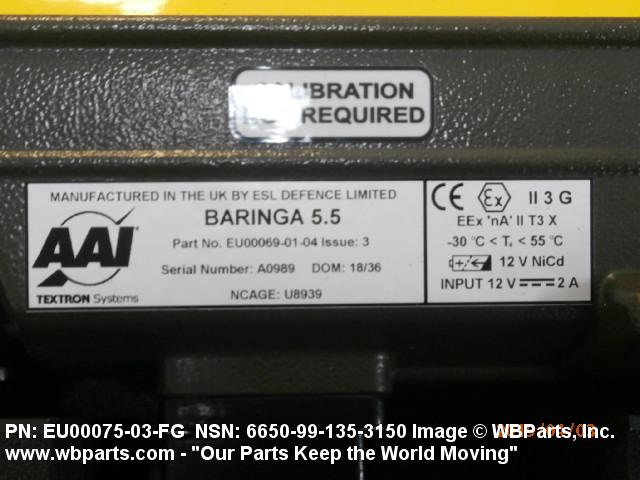 CALIBRATION
NOT REQUIRED
MANUFACTURED IN THE UK BY ESL DEFENCE LIMITED
BARINGA 5.5
Part No. EU00069-01-04 Issue: 3
Serial Number: A0989 DOM: 18/36
NCAGE: U8939
AAI
TEXTRON Systems
CE Ex II 3 G
EEx 'nA' II T3 X
-30 °C < Tₐ < 55 °C
12 V NiCd
INPUT 12 V 2 A
PN: EU00075-03-FG NSN: 6650-99-135-3150 Image © WBParts, Inc.
www.wbparts.com - "Our Parts Keep the World Moving"